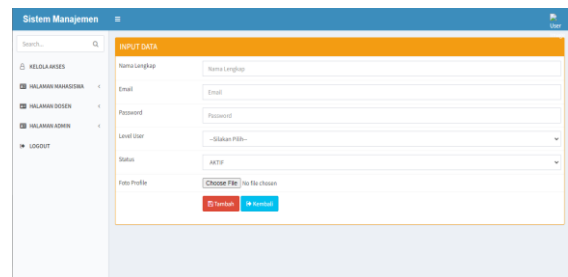 Sistem Manajemen
User
Search...
KELOLA AKSES
HALAMAN MAHASISWA
HALAMAN DOSEN
HALAMAN ADMIN
LOGOUT
INPUT DATA
Nama Lengkap
Nama Lengkap
Email
Email
Password
Password
Level User
--Silakan Pilih--
Status
AKTIF
Foto Profile
Choose File No file chosen
Tambah Kembali